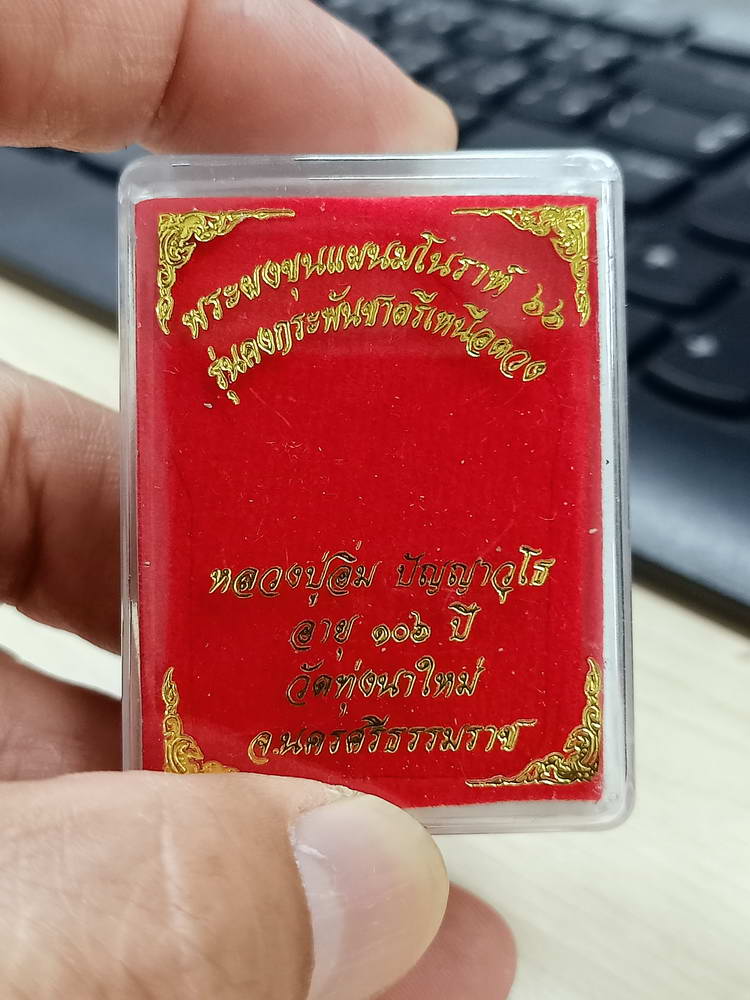 พระผงขุนแผนมโนราห์ ๖๖
รุ่นคงกระพันชาตรีเหนือดวง
หลวงปู่อิ่ม ปัญญาวุโธ
อายุ ๑๐๖ ปี
วัดทุ่งนาใหม่
จ.นครศรีธรรมราช